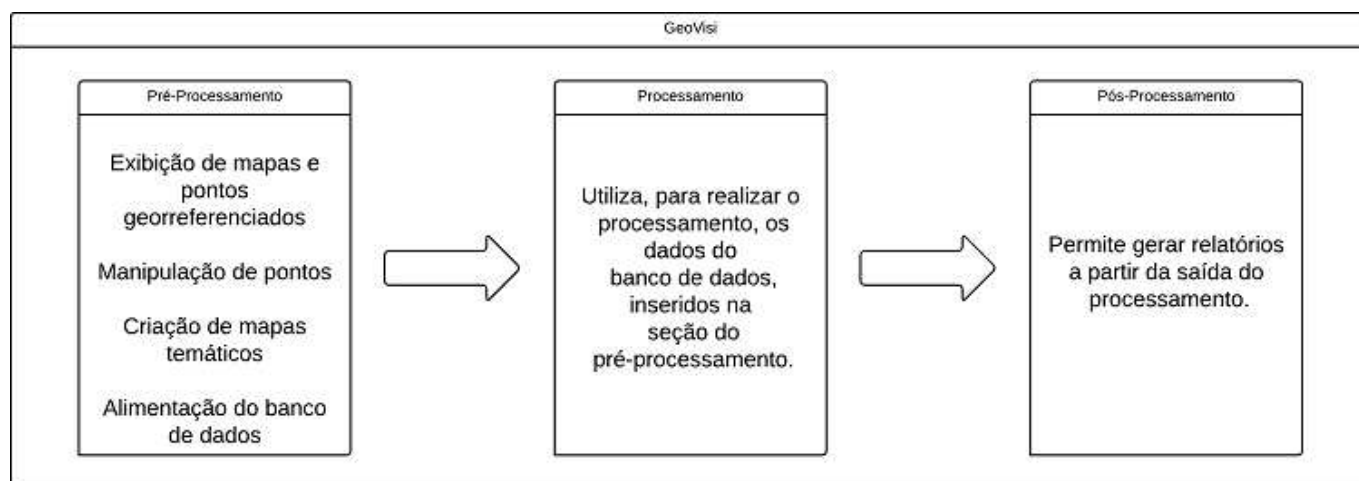 GeoVisi
Pré-Processamento
Exibição de mapas e
pontos
georreferenciados
Manipulação de pontos
Criação de mapas
temáticos
Alimentação do banco
de dados
Processamento
Utiliza, para realizar o
processamento, os
dados do
banco de dados,
inseridos na
seção do
pré-processamento.
Pós-Processamento
Permite gerar relatórios
a partir da saída do
processamento.